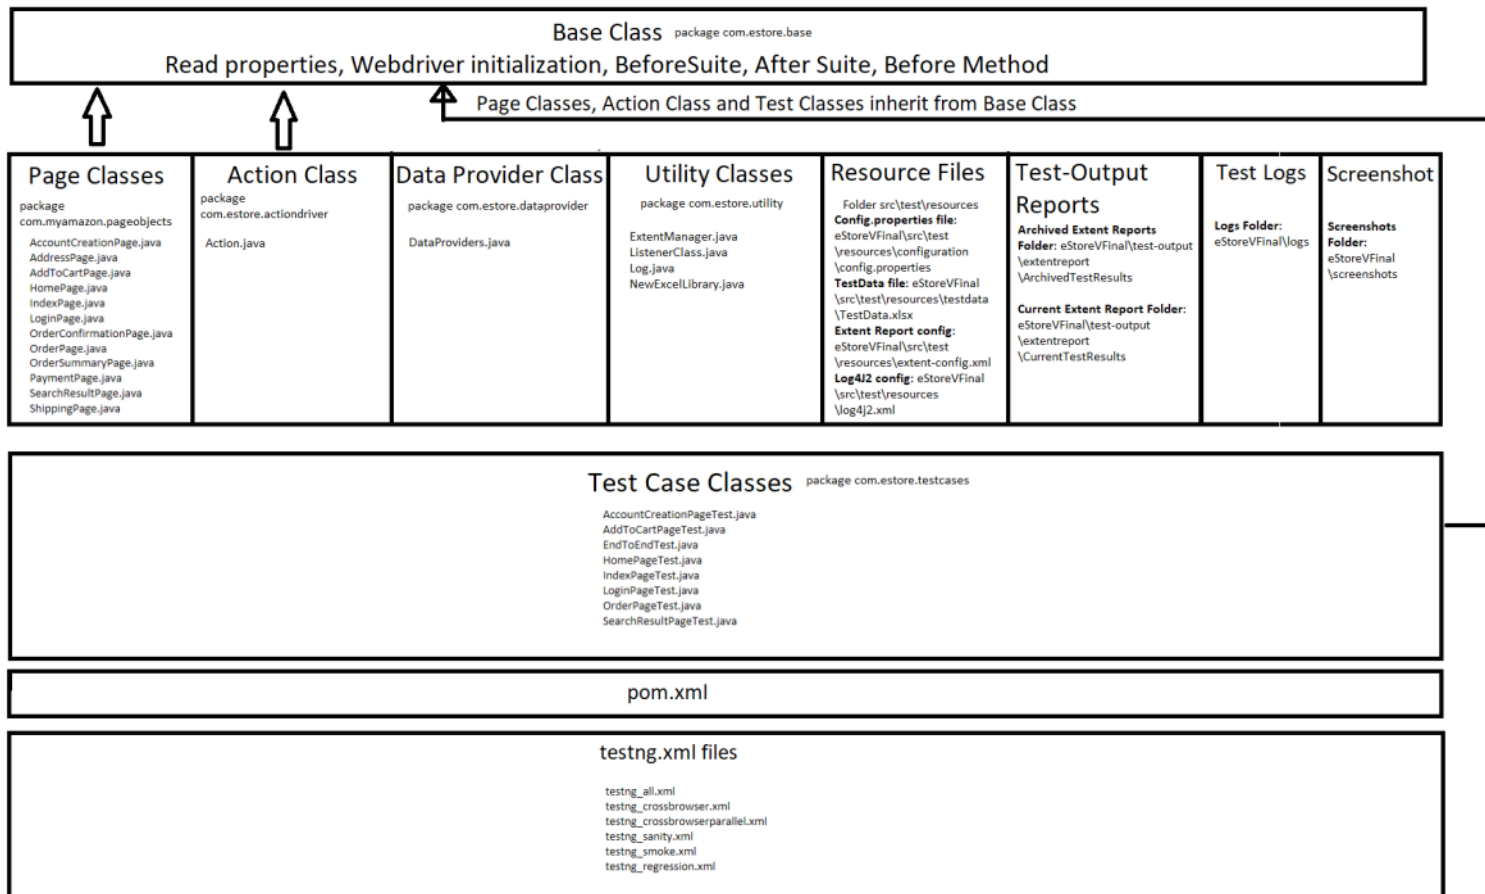 Base Class package com.estore.base
Read properties, Webdriver initialization, BeforeSuite, After Suite, Before Method
Page Classes, Action Class and Test Classes inherit from Base Class
Page Classes
package
com.myamazon.pageobjects
AccountCreationPage.java
AddressPage.java
AddToCartPage.java
HomePage.java
IndexPage.java
LoginPage.java
OrderConfirmationPage.java
OrderPage.java
OrderSummaryPage.java
PaymentPage.java
SearchResultPage.java
ShippingPage.java
Action Class
package
com.estore.actiondriver
Action.java
Data Provider Class
package com.estore.dataprovider
DataProviders.java
Utility Classes
package com.estore.utility
ExtentManager.java
ListenerClass.java
Log.java
NewExcelLibrary.java
Resource Files
Folder src\test\resources
Config.properties file:
eStoreVFinal\src\test
\resources\configuration
\config.properties
TestData file: eStoreVFinal
\src\test\resources\testdata
\TestData.xlsx
Extent Report config:
eStoreVFinal\src\test
\resources\extent-config.xml
Log4J2 config: eStoreVFinal
\src\test\resources
\log4j2.xml
Test-Output
Reports
Archived Extent Reports
Folder: eStoreVFinal\test-output
\extentreport
\ArchivedTestResults
Current Extent Report Folder:
eStoreVFinal\test-output
\extentreport
\CurrentTestResults
Test Logs
Logs Folder:
eStoreVFinal\logs
Screenshot
Screenshots
Folder:
eStoreVFinal
\screenshots
Test Case Classes package com.estore.testcases
AccountCreationPageTest.java
AddToCartPageTest.java
EndToEndTest.java
HomePageTest.java
IndexPageTest.java
LoginPageTest.java
OrderPageTest.java
SearchResultPageTest.java
pom.xml
testng.xml files
testng_all.xml
testng_crossbrowser.xml
testng_crossbrowserparallel.xml
testng_sanity.xml
testng_smoke.xml
testng_regression.xml